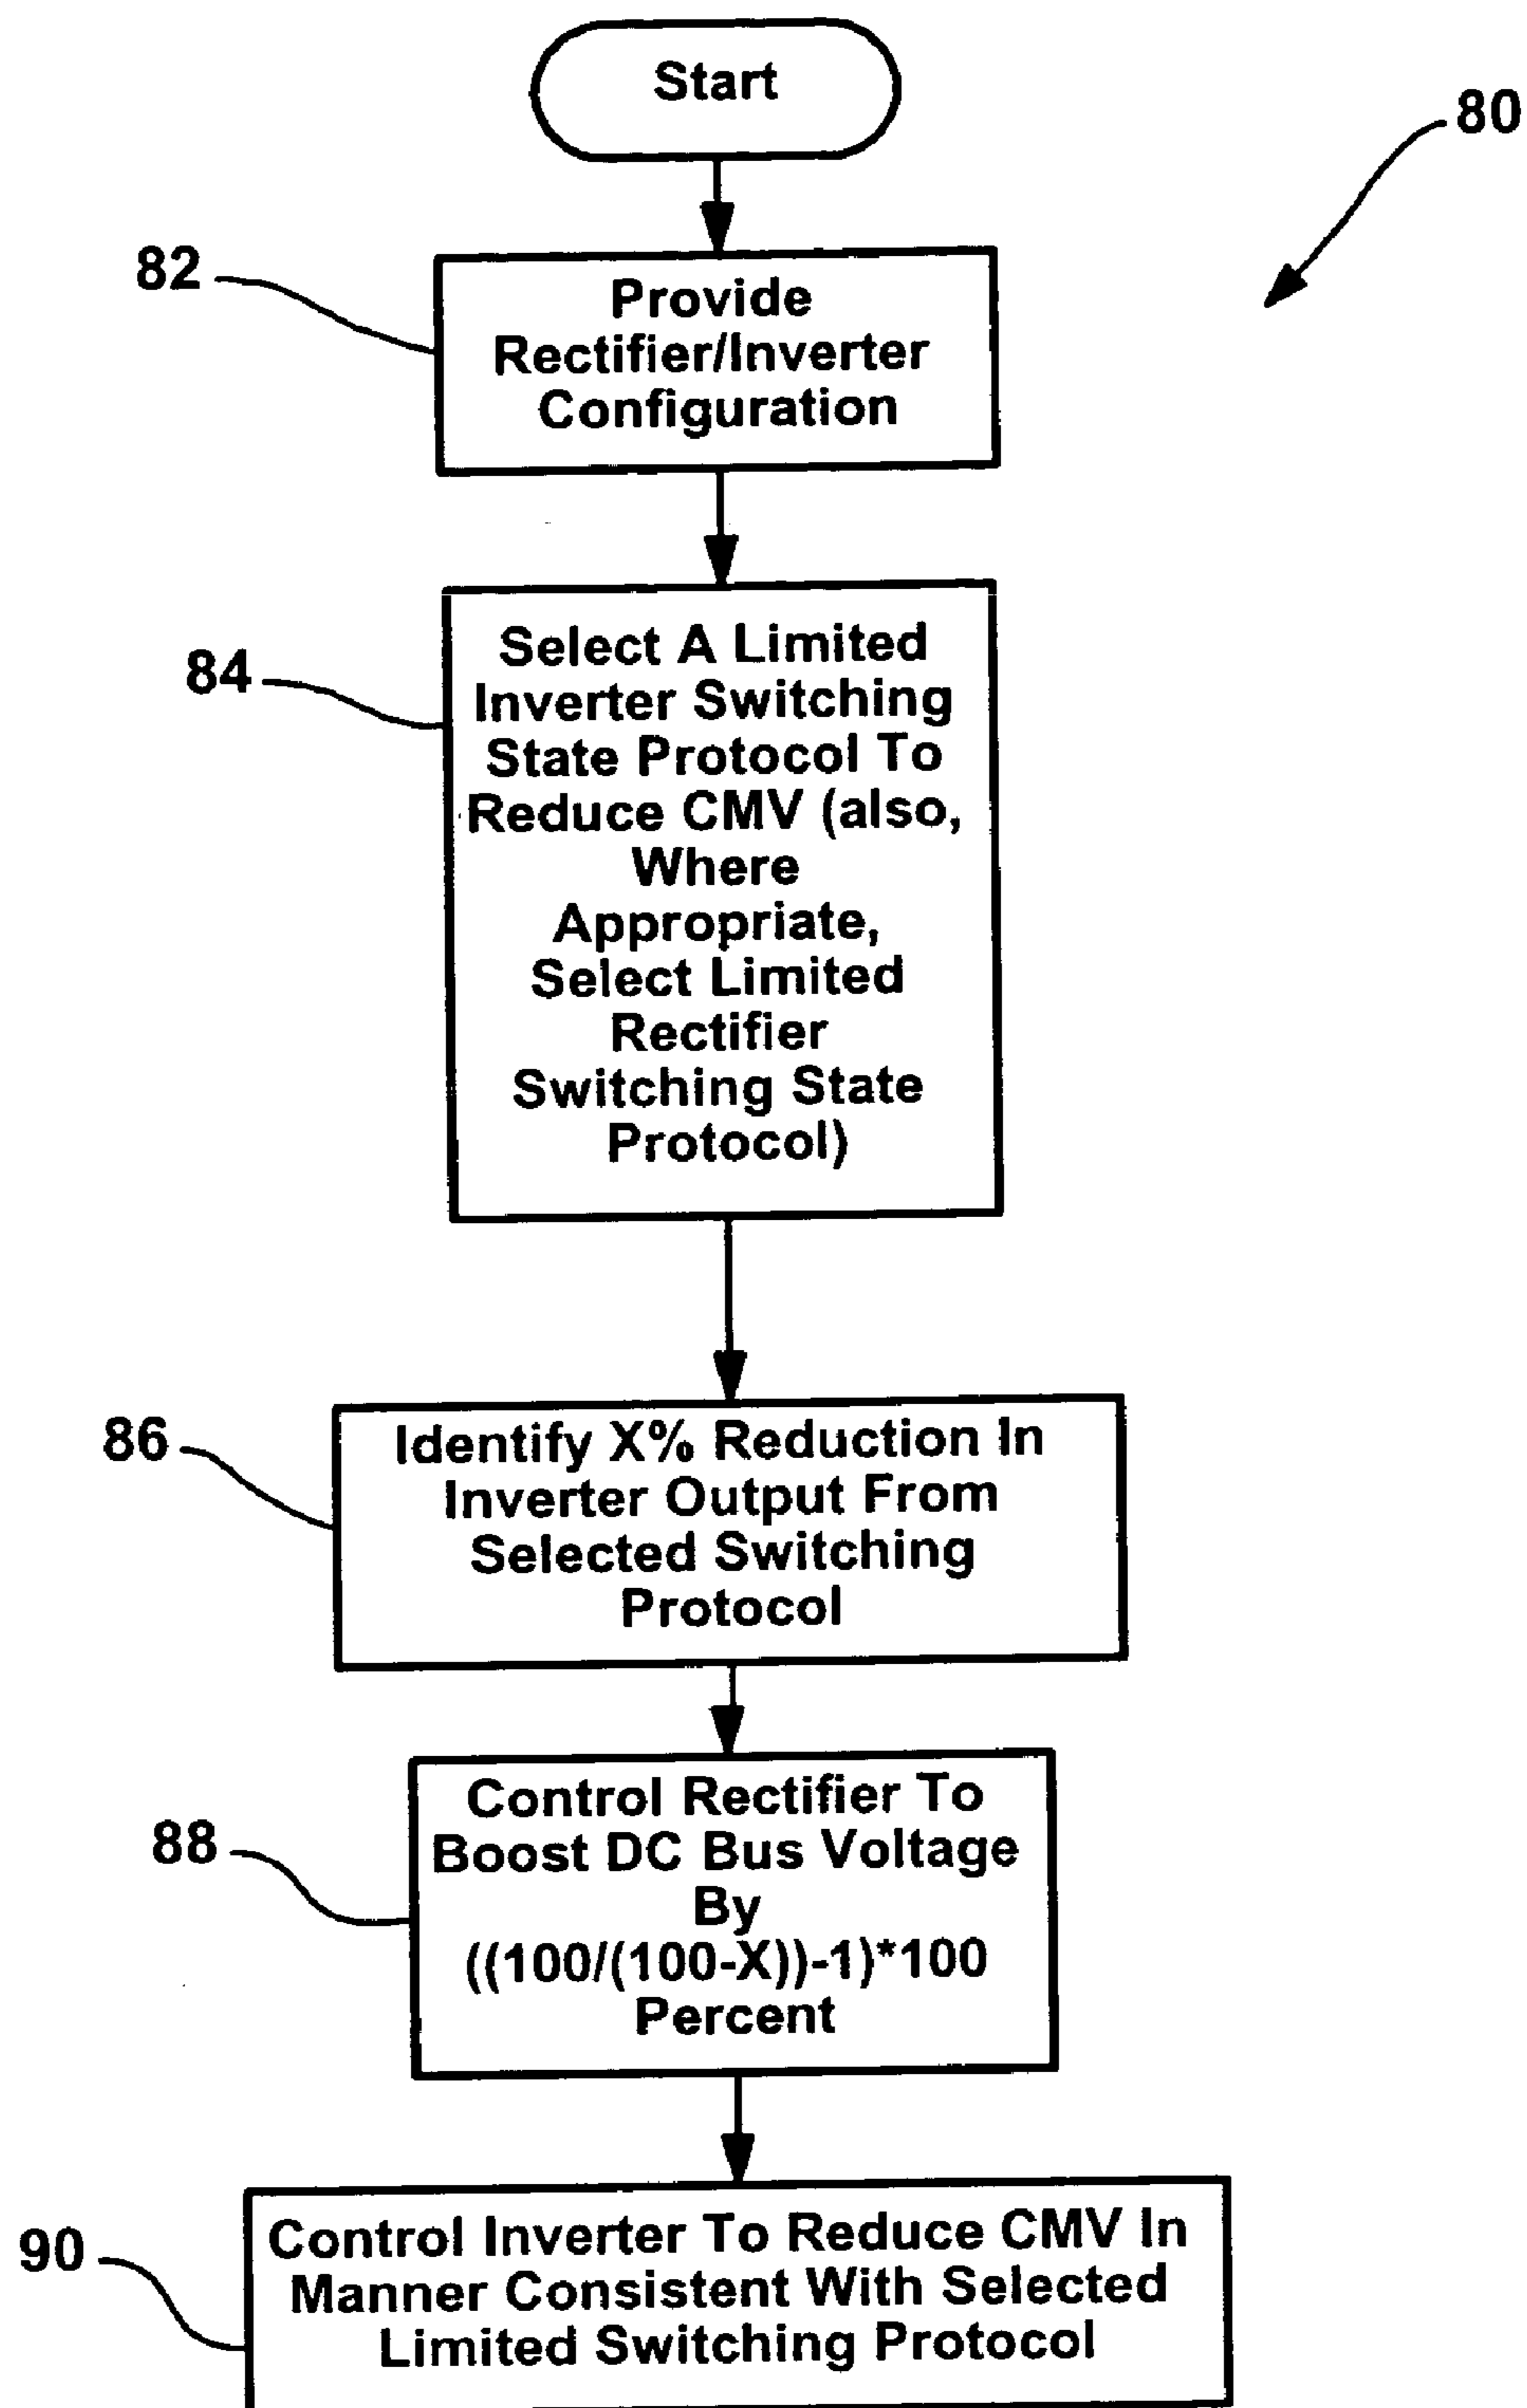 Start
80
82
Provide
Rectifier/Inverter
Configuration
84
Select A Limited
Inverter Switching
State Protocol To
Reduce CMV (also,
Where
Appropriate,
Select Limited
Rectifier
Switching State
Protocol)
86
Identify X% Reduction In
Inverter Output From
Selected Switching
Protocol
88
Control Rectifier To
Boost DC Bus Voltage
By
((100/(100-X))-1)*100
Percent
90
Control Inverter To Reduce CMV In
Manner Consistent With Selected
Limited Switching Protocol